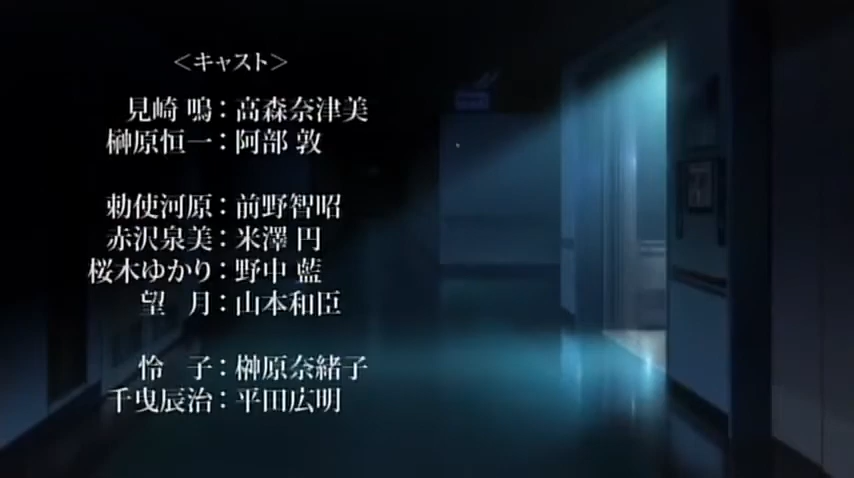 ＜キャスト＞
見崎 鳴：高森奈津美
榊原恒一：阿部 敦
勅使河原：前野智昭
赤沢泉美：米澤 円
桜木ゆかり：野中 藍
望　月：山本和臣
怜　子：榊原奈緒子
千曳辰治：平田広明